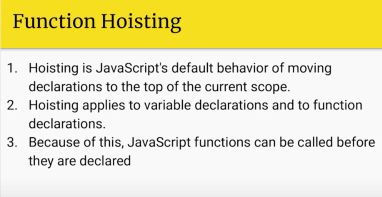 Function Hoisting
1. Hoisting is JavaScript's default behavior of moving
declarations to the top of the current scope.
2. Hoisting applies to variable declarations and to function
declarations.
3. Because of this, JavaScript functions can be called before
they are declared